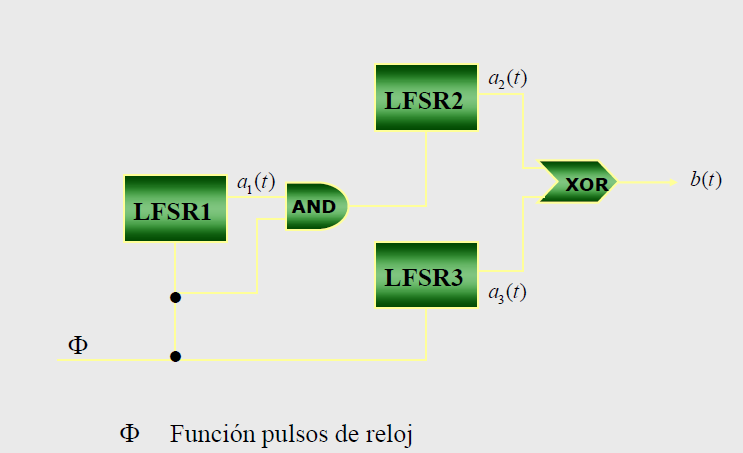 LFSR2
a₂(t)
LFSR1
a₁(t)
AND
XOR
b(t)
LFSR3
a₃(t)
Φ
Φ Función pulsos de reloj